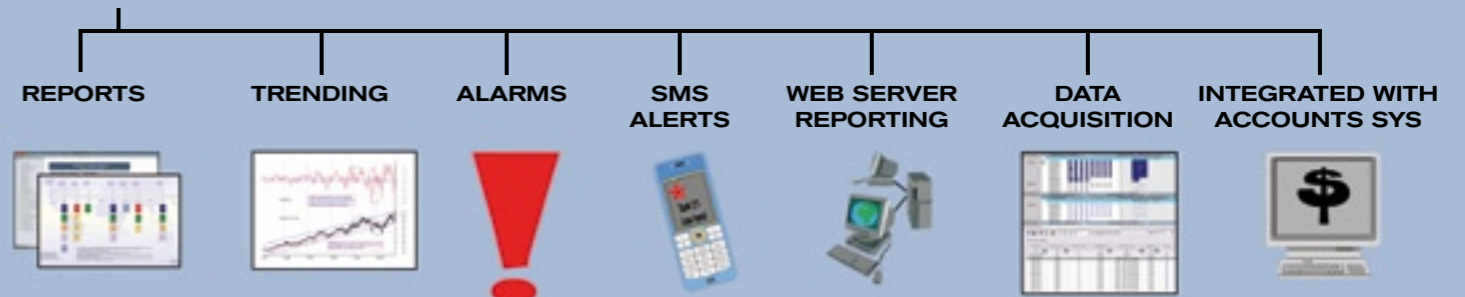 REPORTS
TRENDING
ALARMS
SMS
ALERTS
WEB SERVER
REPORTING
DATA
ACQUISITION
INTEGRATED WITH
ACCOUNTS SYS
$